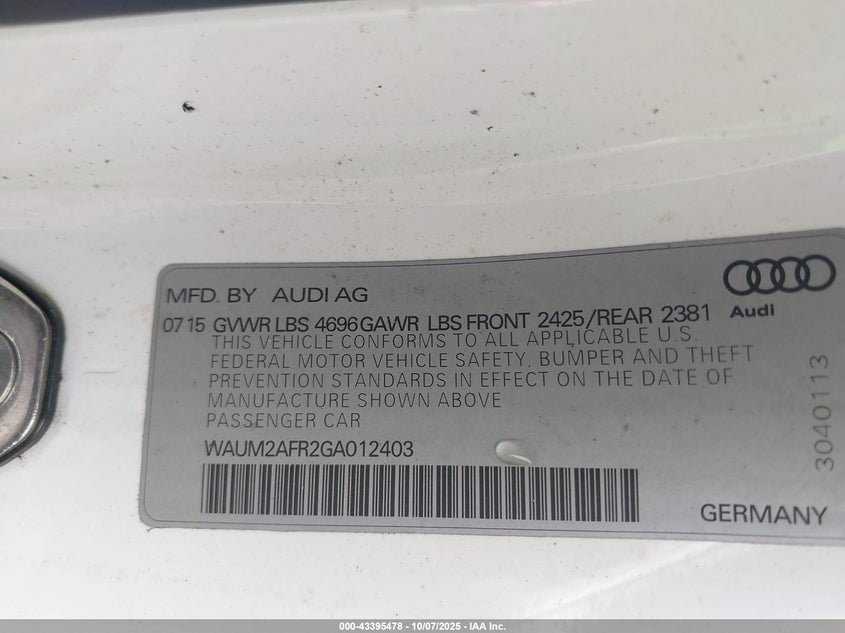 MFD. BY AUDI AG
Audi
07 15 GVWR LBS 4696 GAWR LBS FRONT 2425/REAR 2381
THIS VEHICLE CONFORMS TO ALL APPLICABLE U.S.
FEDERAL MOTOR VEHICLE SAFETY, BUMPER AND THEFT
PREVENTION STANDARDS IN EFFECT ON THE DATE OF
MANUFACTURE SHOWN ABOVE
PASSENGER CAR
WAUM2AFR2GA012403
3040113
GERMANY
000-43395478 - 10/07/2025 - IAA Inc.